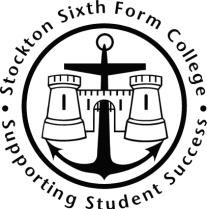 Stockton Sixth Form College
Supporting Student Success